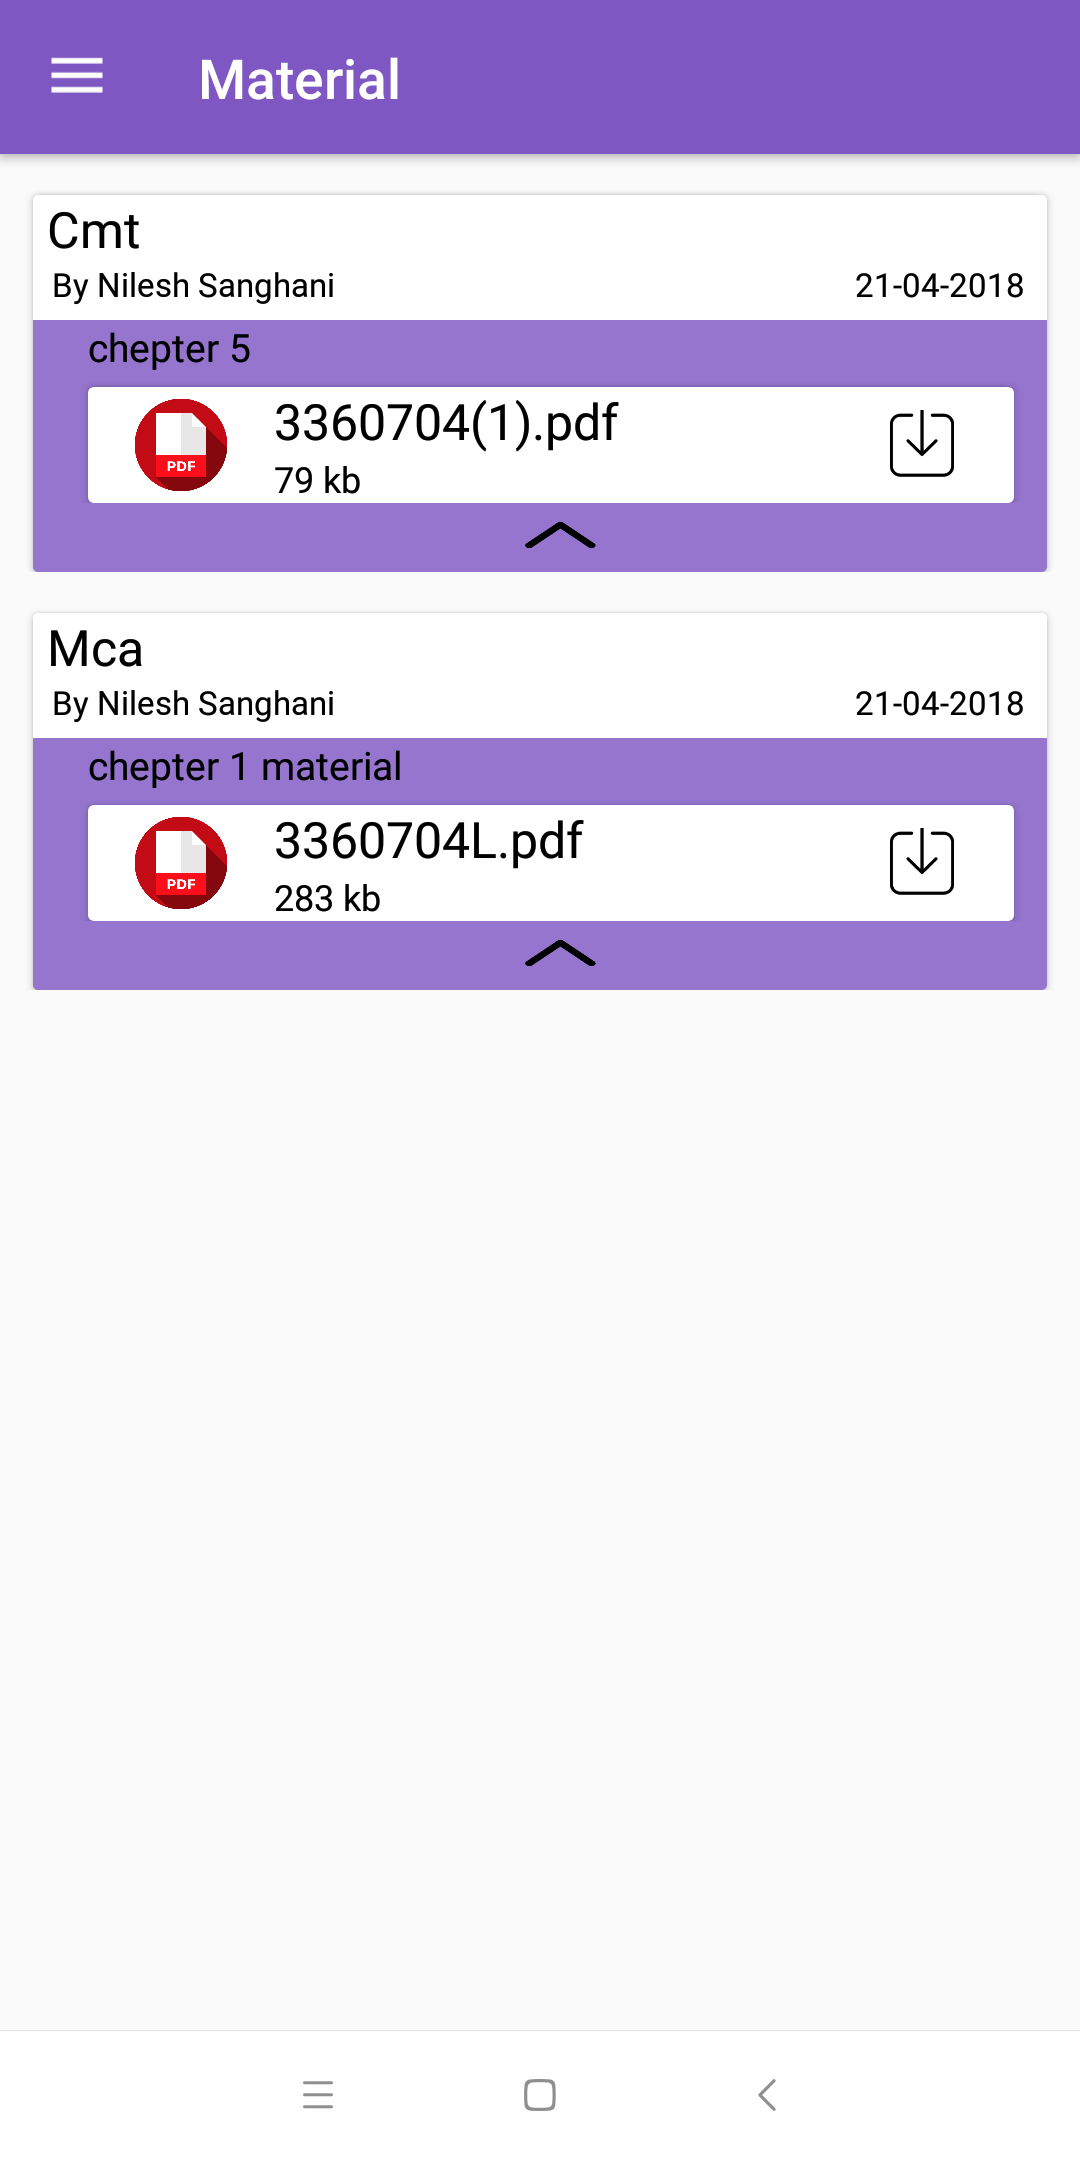 Material
Cmt
By Nilesh Sanghani 21-04-2018
chepter 5
PDF 3360704(1).pdf
79 kb
Mca
By Nilesh Sanghani 21-04-2018
chepter 1 material
PDF 3360704L.pdf
283 kb